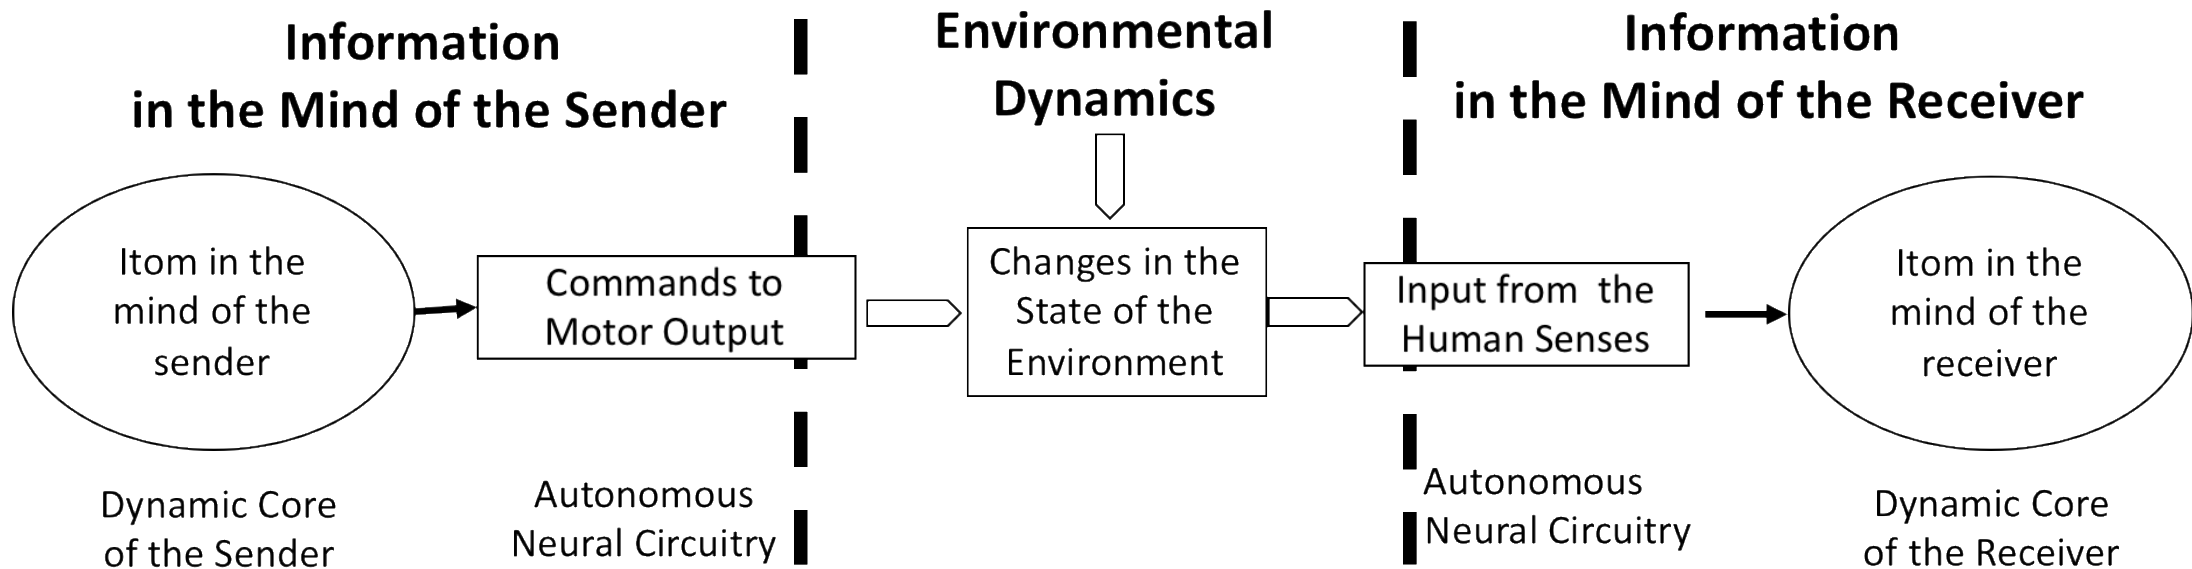 Information
in the Mind of the Sender
Environmental
Dynamics
Information
in the Mind of the Receiver
Itom in the
mind of the
sender
Commands to
Motor Output
Changes in the
State of the
Environment
Input from the
Human Senses
Itom in the
mind of the
receiver
Dynamic Core
of the Sender
Autonomous
Neural Circuitry
Autonomous
Neural Circuitry
Dynamic Core
of the Receiver